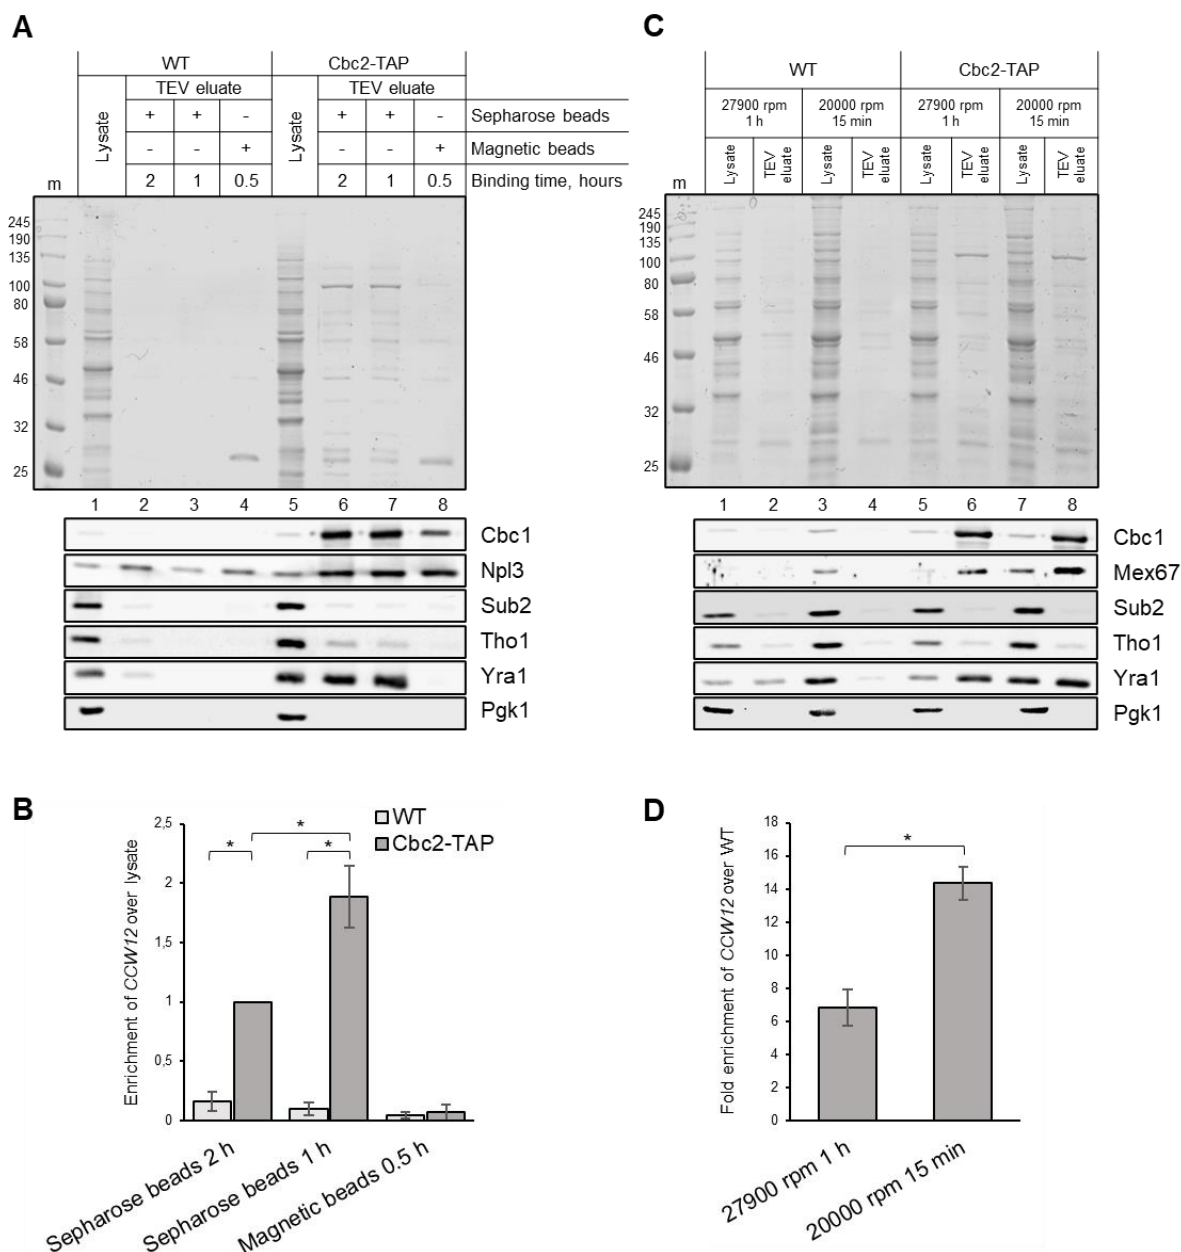 A
WT
Cbc2-TAP
Lysate
TEV eluate
Lysate
TEV eluate
+ + - + + - Sepharose beads
- - + - - + Magnetic beads
m 2 1 0.5 2 1 0.5 Binding time, hours
245
190
135
100
80
58
46
32
25
1 2 3 4 5 6 7 8
Cbc1
Npl3
Sub2
Tho1
Yra1
Pgk1
C
WT
Cbc2-TAP
27900 rpm
1 h
20000 rpm
15 min
27900 rpm
1 h
20000 rpm
15 min
m
Lysate
TEV
eluate
Lysate
TEV
eluate
Lysate
TEV
eluate
Lysate
TEV
eluate
245
190
135
100
80
58
46
32
25
1 2 3 4 5 6 7 8
Cbc1
Mex67
Sub2
Tho1
Yra1
Pgk1
B
Enrichment of CCW12 over lysate
2,5
2
1,5
1
0,5
0
* * *
WT
Cbc2-TAP
Sepharose beads 2 h
Sepharose beads 1 h
Magnetic beads 0.5 h
D
Fold enrichment of CCW12 over WT
18
16
14
12
10
8
6
4
2
0
*
27900 rpm 1 h
20000 rpm 15 min